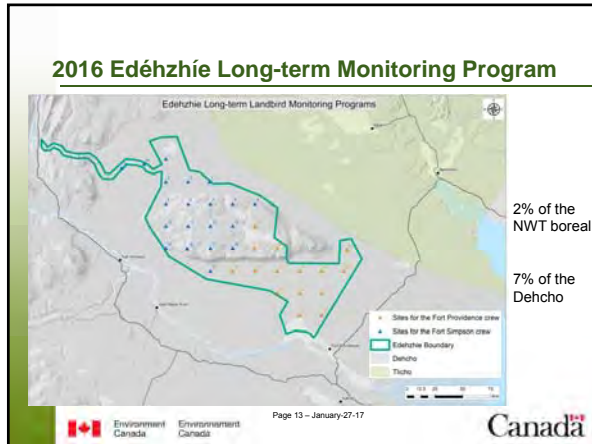 2016 Edéhzhíe Long-term Monitoring Program
Edehzhie Long-term Landbird Monitoring Programs
2% of the
NWT boreal
7% of the
Dehcho
Sites for the Fort Providence crew
Sites for the Fort Simpson crew
Edehzhie Boundary
Dehcho
Tlicho
Page 13 – January-27-17
Environment
Canada
Environnement
Canada
Canada